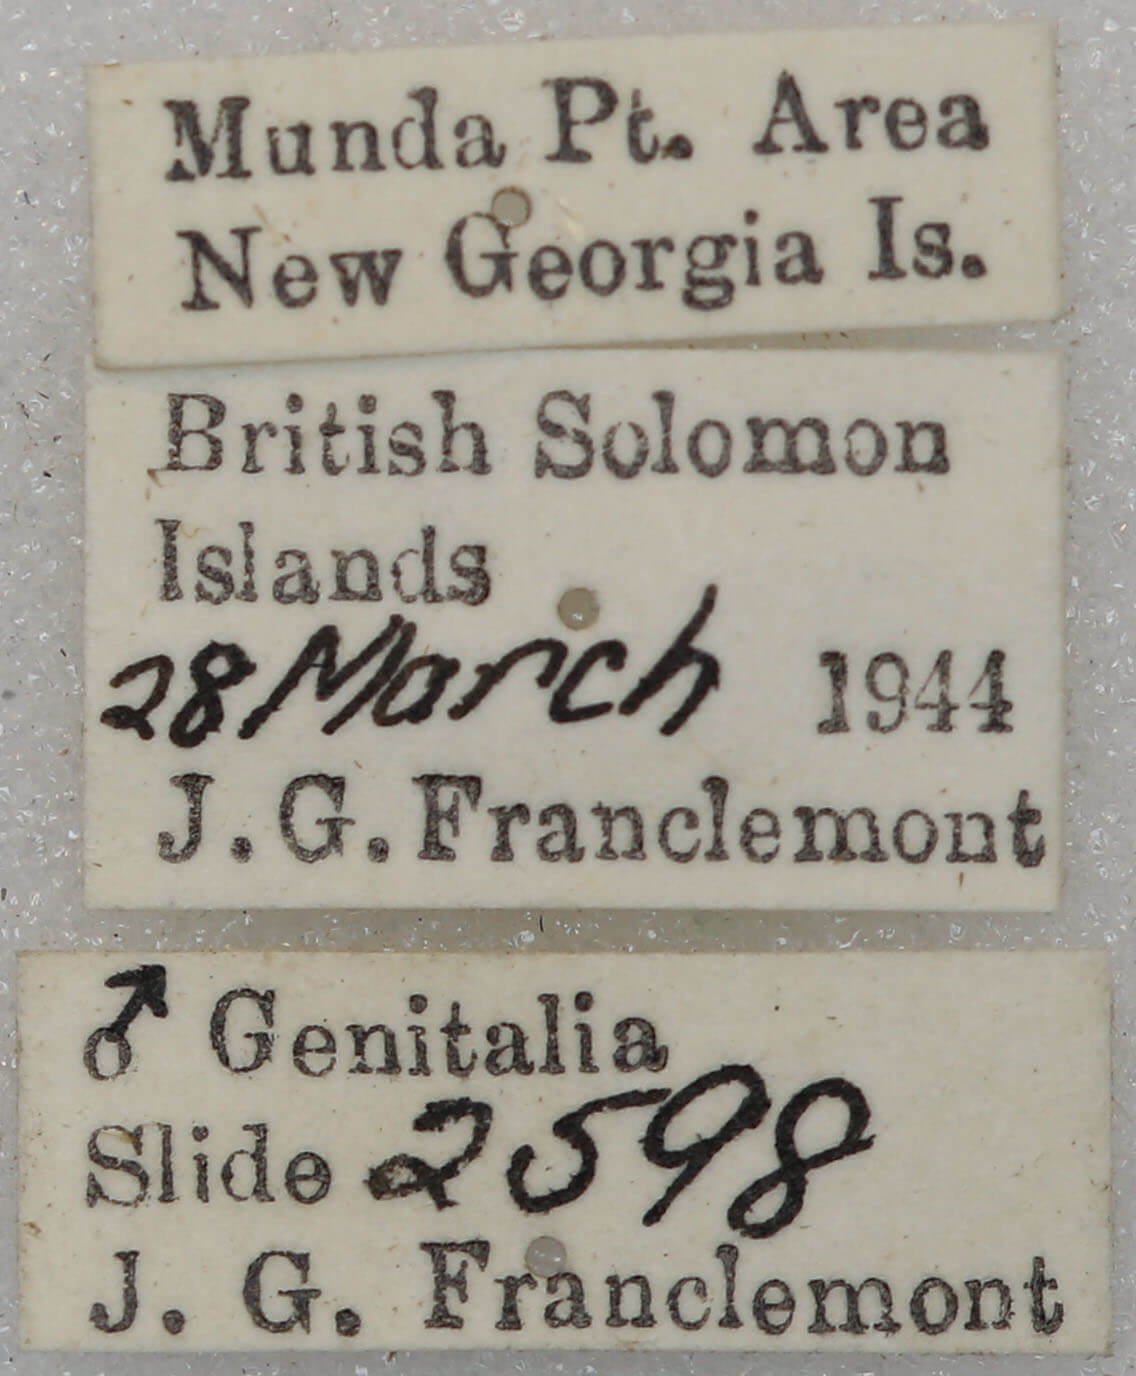 Munda Pt. Area
New Georgia Is.
British Solomon
Islands
28 March 1944
J. G. Franclemont
♂ Genitalia
Slide 2598
J. G. Franclemont